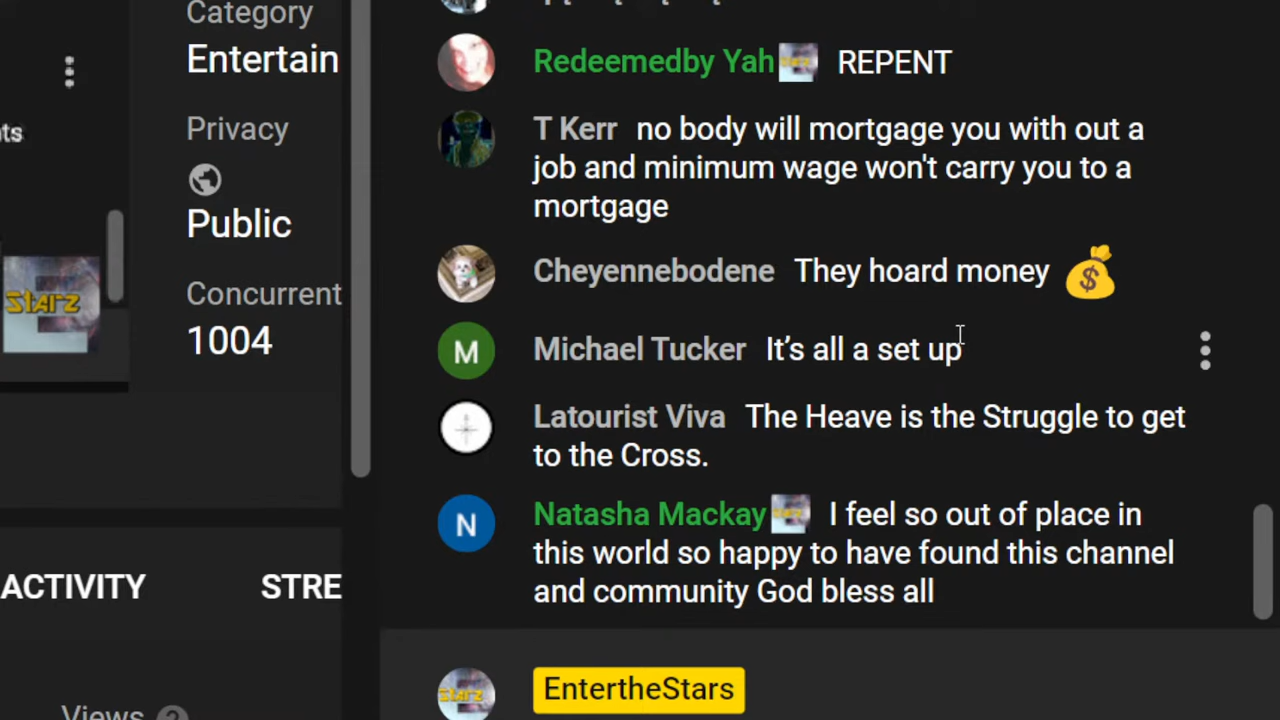 Category
Entertain
Privacy
Public
Concurrent
1004
nts
Starz
ACTIVITY STRE
Views ?
Redeemedby Yah REPENT
T Kerr no body will mortgage you with out a
job and minimum wage won't carry you to a
mortgage
Cheyennebodene They hoard money
M Michael Tucker It’s all a set up
Latourist Viva The Heave is the Struggle to get
to the Cross.
N Natasha Mackay I feel so out of place in
this world so happy to have found this channel
and community God bless all
Starz EntertheStars